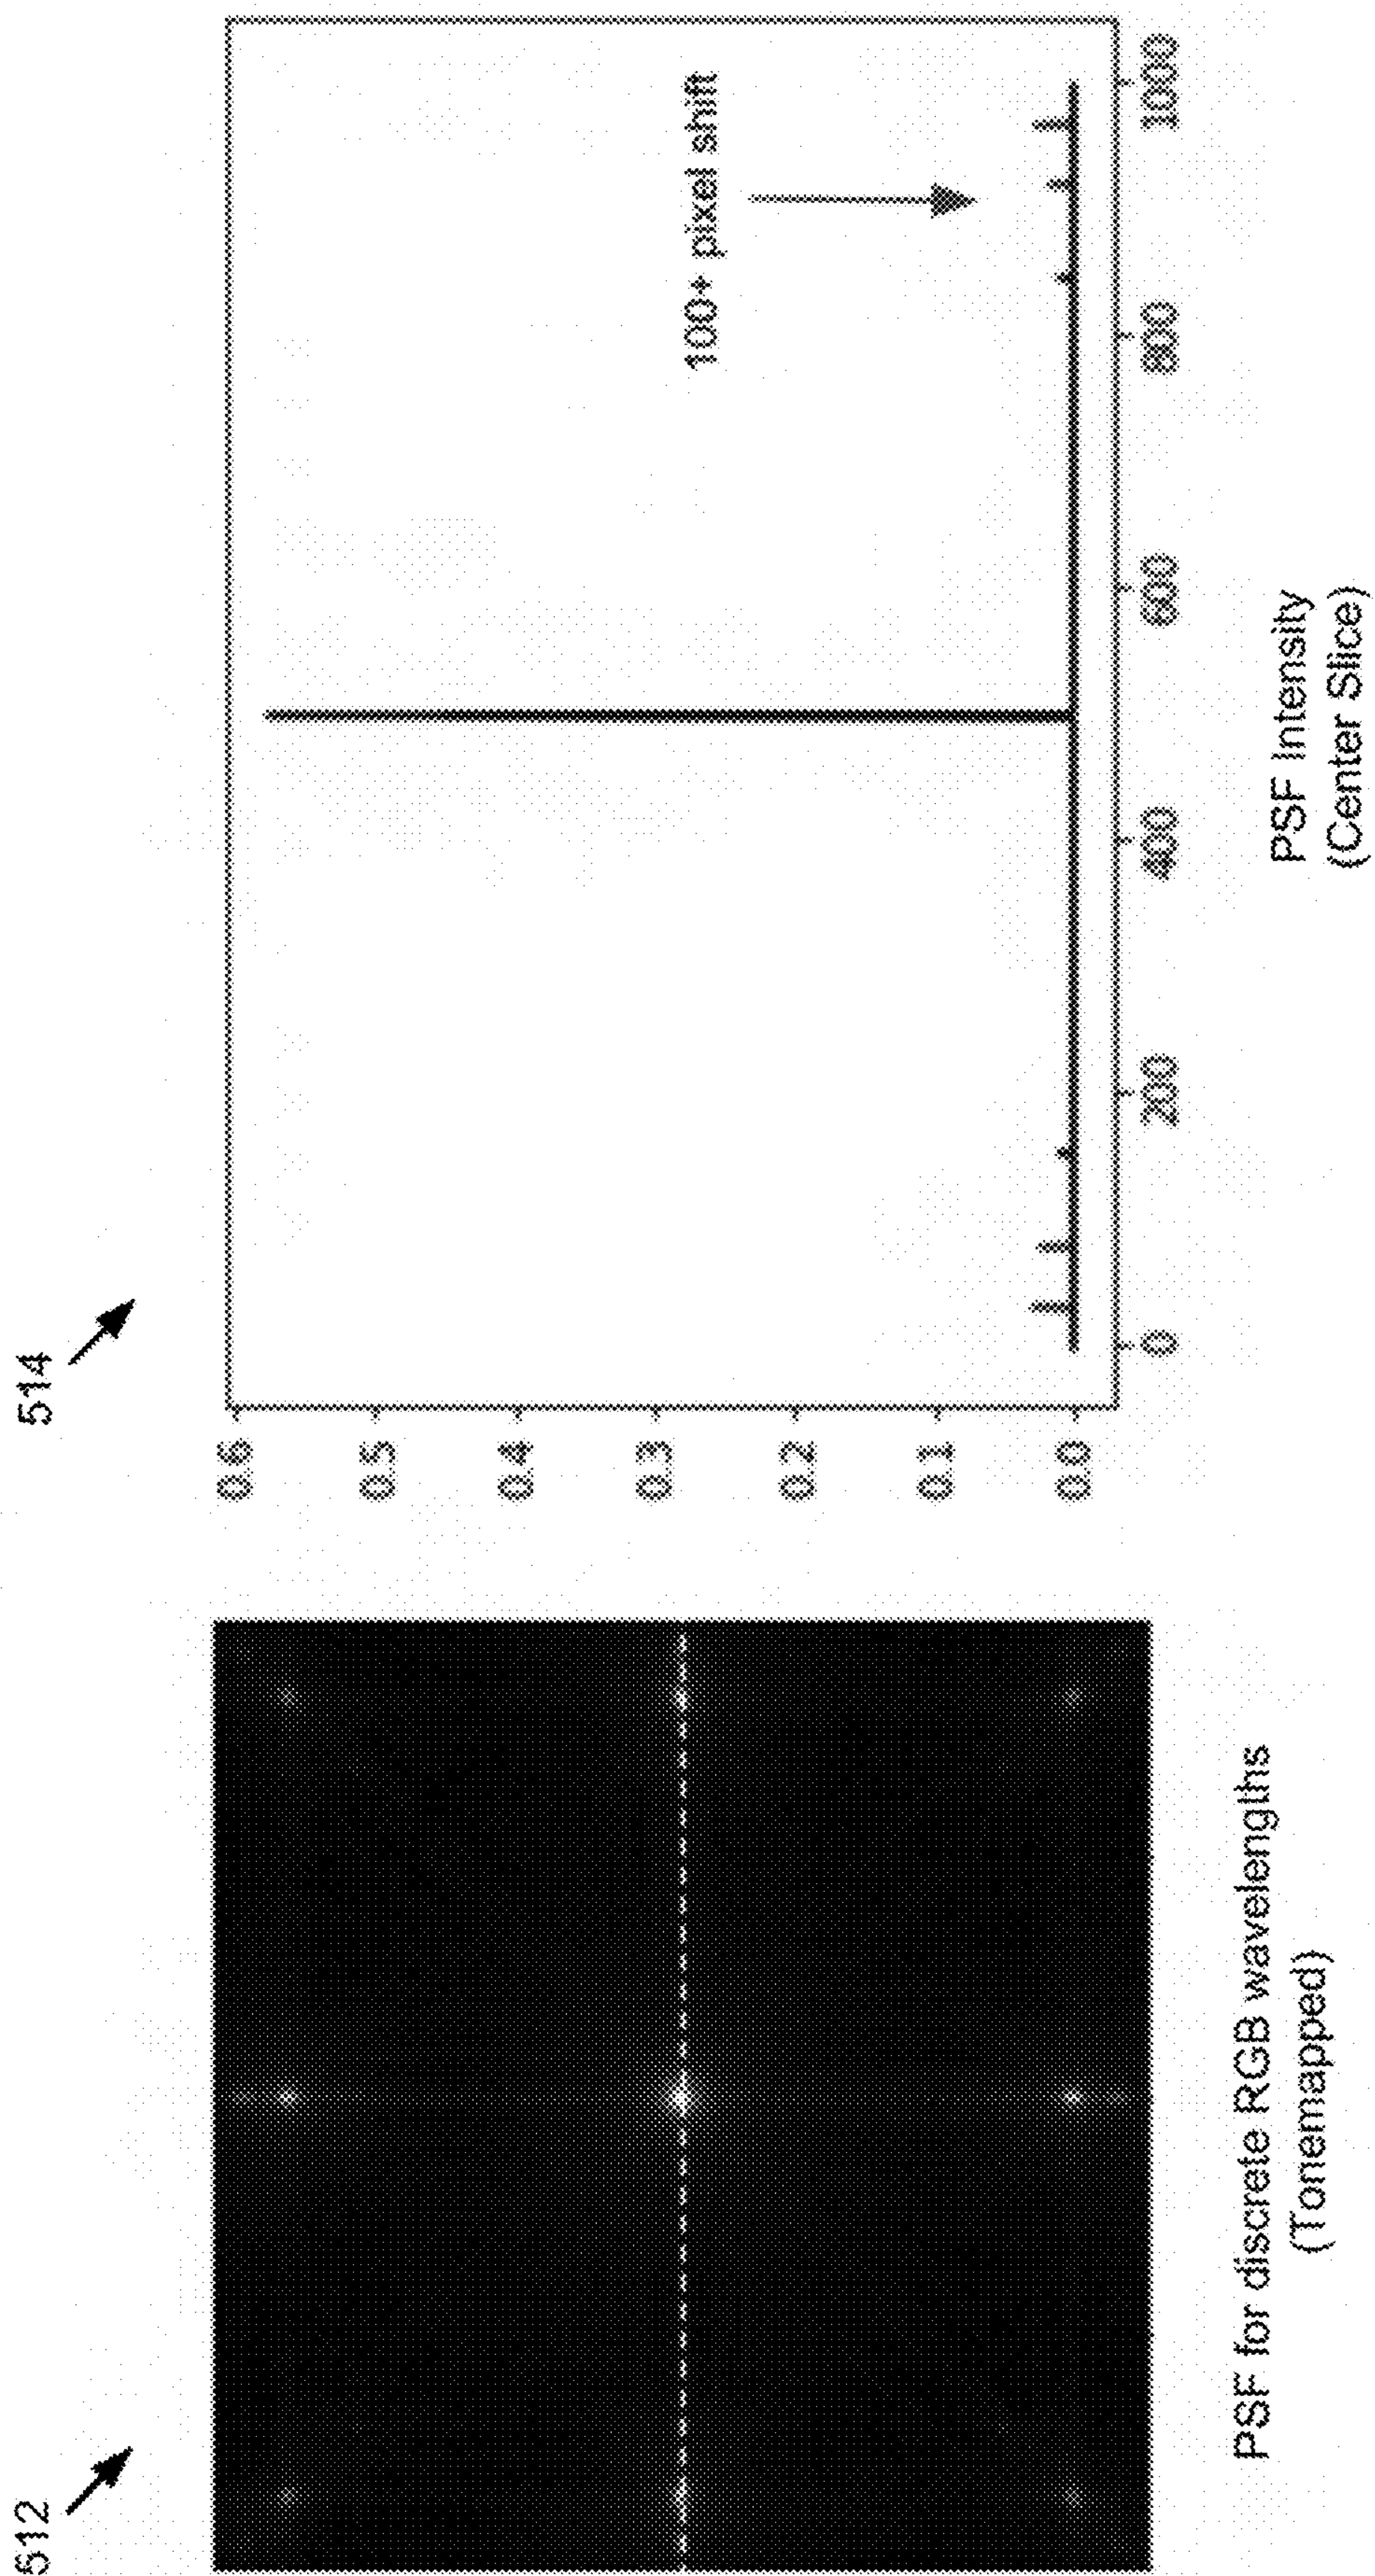 512
PSF for discrete RGB wavelengths
(Tonemapped)
514
0.6
0.5
0.4
0.3
0.2
0.1
0.0
0 200 400 600 800 1000
100+ pixel shift
PSF Intensity
(Center Slice)